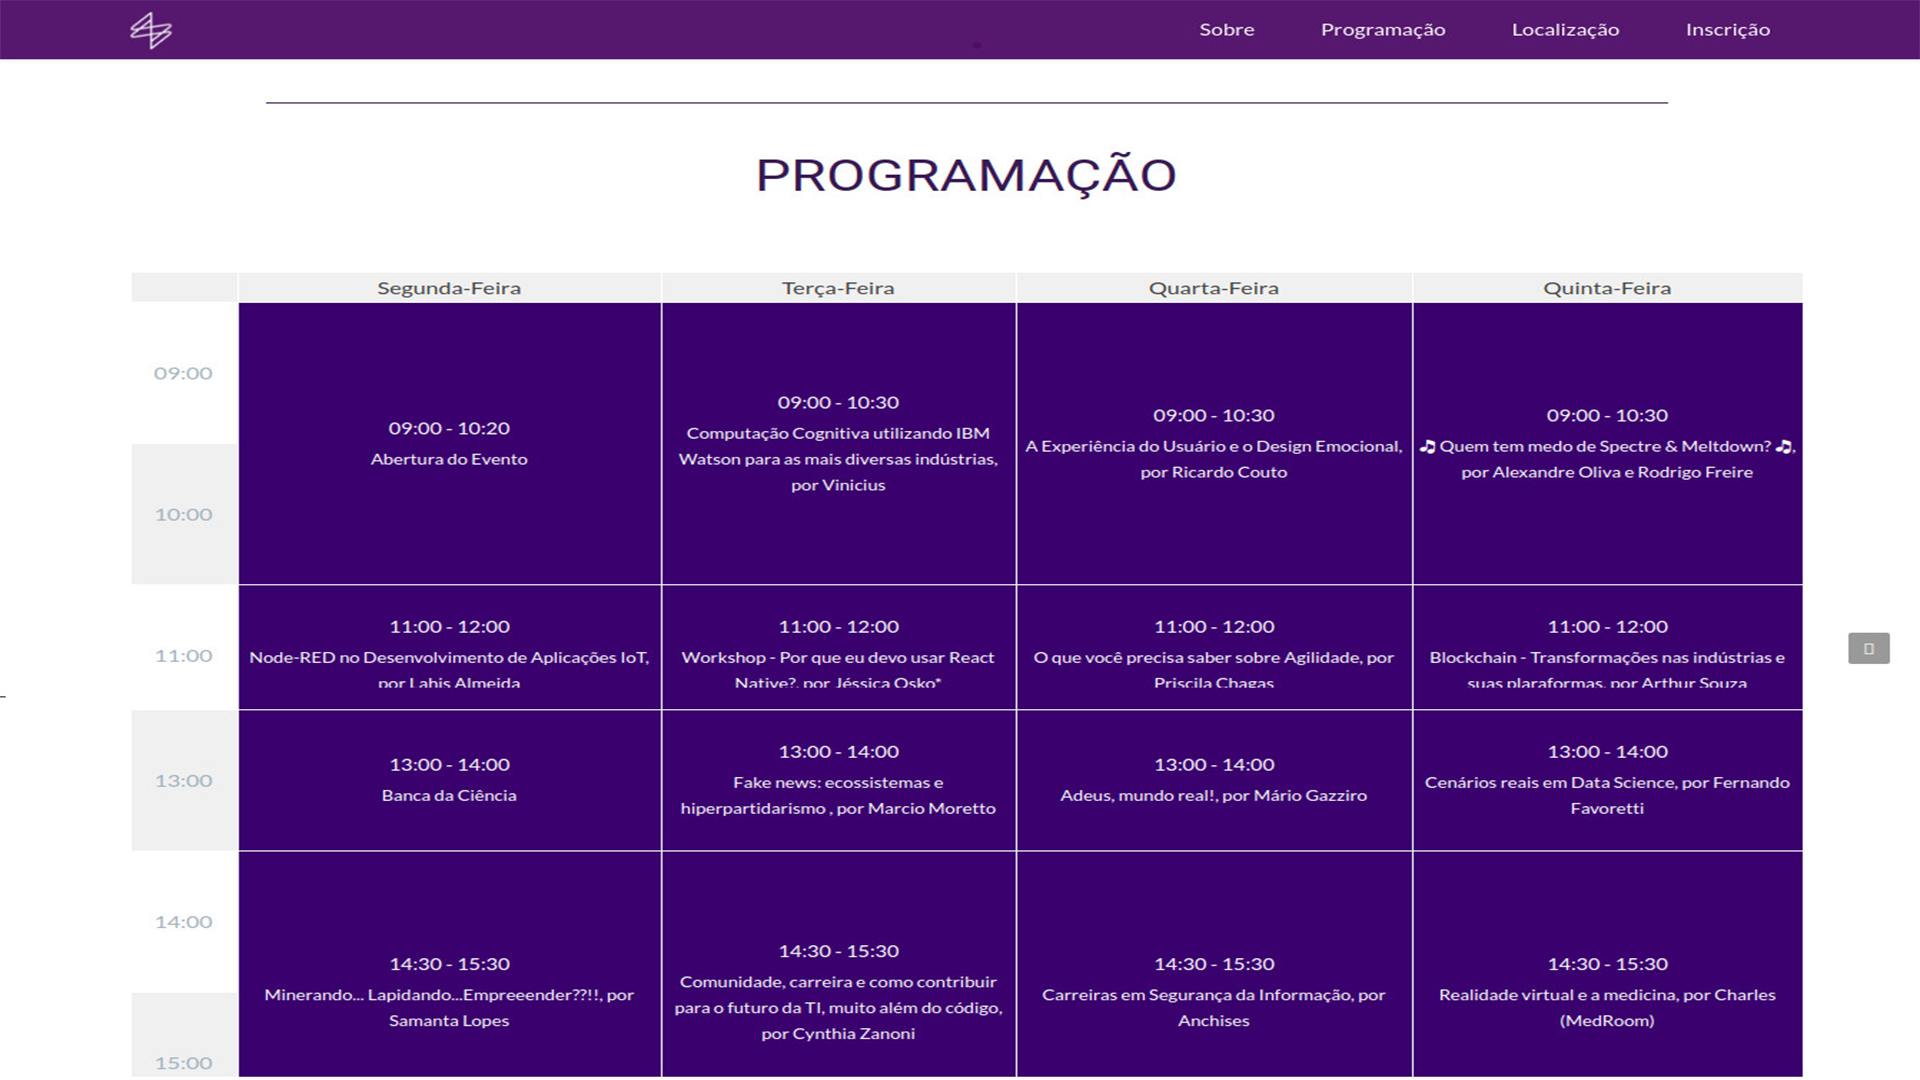 Sobre Programação Localização Inscrição
PROGRAMAÇÃO
Segunda-Feira Terça-Feira Quarta-Feira Quinta-Feira
09:00
10:00
09:00 - 10:20
Abertura do Evento
09:00 - 10:30
Computação Cognitiva utilizando IBM
Watson para as mais diversas indústrias,
por Vinicius
09:00 - 10:30
A Experiência do Usuário e o Design Emocional,
por Ricardo Couto
09:00 - 10:30
♫ Quem tem medo de Spectre & Meltdown? ♫,
por Alexandre Oliva e Rodrigo Freire
11:00
11:00 - 12:00
Node-RED no Desenvolvimento de Aplicações IoT,
por Lahis Almeida
11:00 - 12:00
Workshop - Por que eu devo usar React
Native?, por Jéssica Osko*
11:00 - 12:00
O que você precisa saber sobre Agilidade, por
Priscila Chagas
11:00 - 12:00
Blockchain - Transformações nas indústrias e
suas plaraformas, por Arthur Souza
13:00
13:00 - 14:00
Banca da Ciência
13:00 - 14:00
Fake news: ecossistemas e
hiperpartidarismo , por Marcio Moretto
13:00 - 14:00
Adeus, mundo real!, por Mário Gazziro
13:00 - 14:00
Cenários reais em Data Science, por Fernando
Favoretti
14:00
15:00
14:30 - 15:30
Minerando... Lapidando...Empreeender??!!, por
Samanta Lopes
14:30 - 15:30
Comunidade, carreira e como contribuir
para o futuro da TI, muito além do código,
por Cynthia Zanoni
14:30 - 15:30
Carreiras em Segurança da Informação, por
Anchises
14:30 - 15:30
Realidade virtual e a medicina, por Charles
(MedRoom)